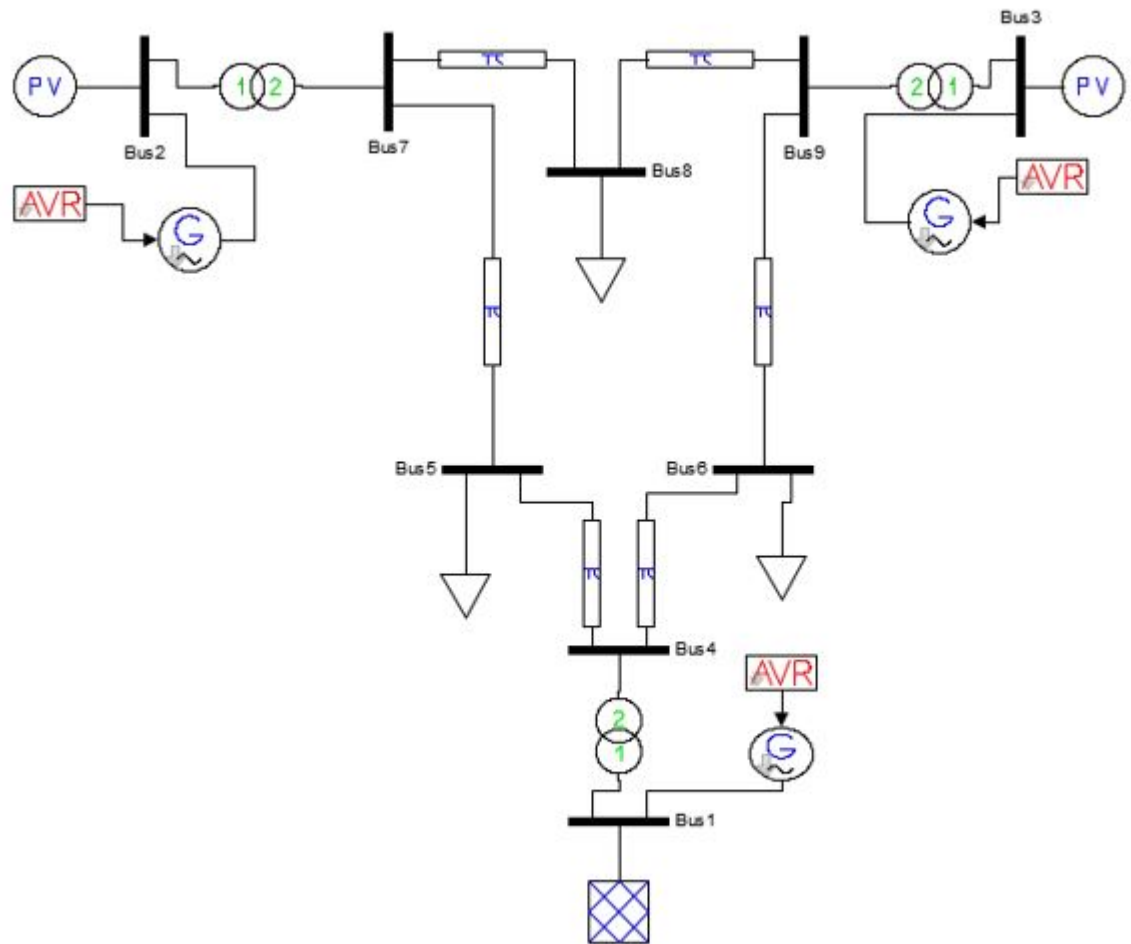 Bus3
PV
1
2
π
π
2
1
PV
Bus2
Bus7
Bus8
Bus9
AVR
G
AVR
G
π
π
Bus5
Bus6
π
π
Bus4
AVR
2
G
1
Bus1